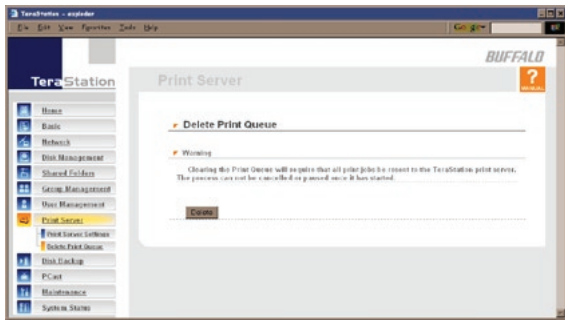 TeraStation - explorer
File Edit View Favorites Tools Help
Google
BUFFALO
TeraStation
Print Server
?
Home
Basic
Network
Disk Management
Shared Folders
Group Management
User Management
Print Server
Print Server Settings
Delete Print Queue
Disk Backup
PCast
Maintenance
System Status
Delete Print Queue
Warning
Clearing the Print Queue will require that all print jobs be resent to the TeraStation print server.
The process can not be cancelled or paused once it has started.
Delete